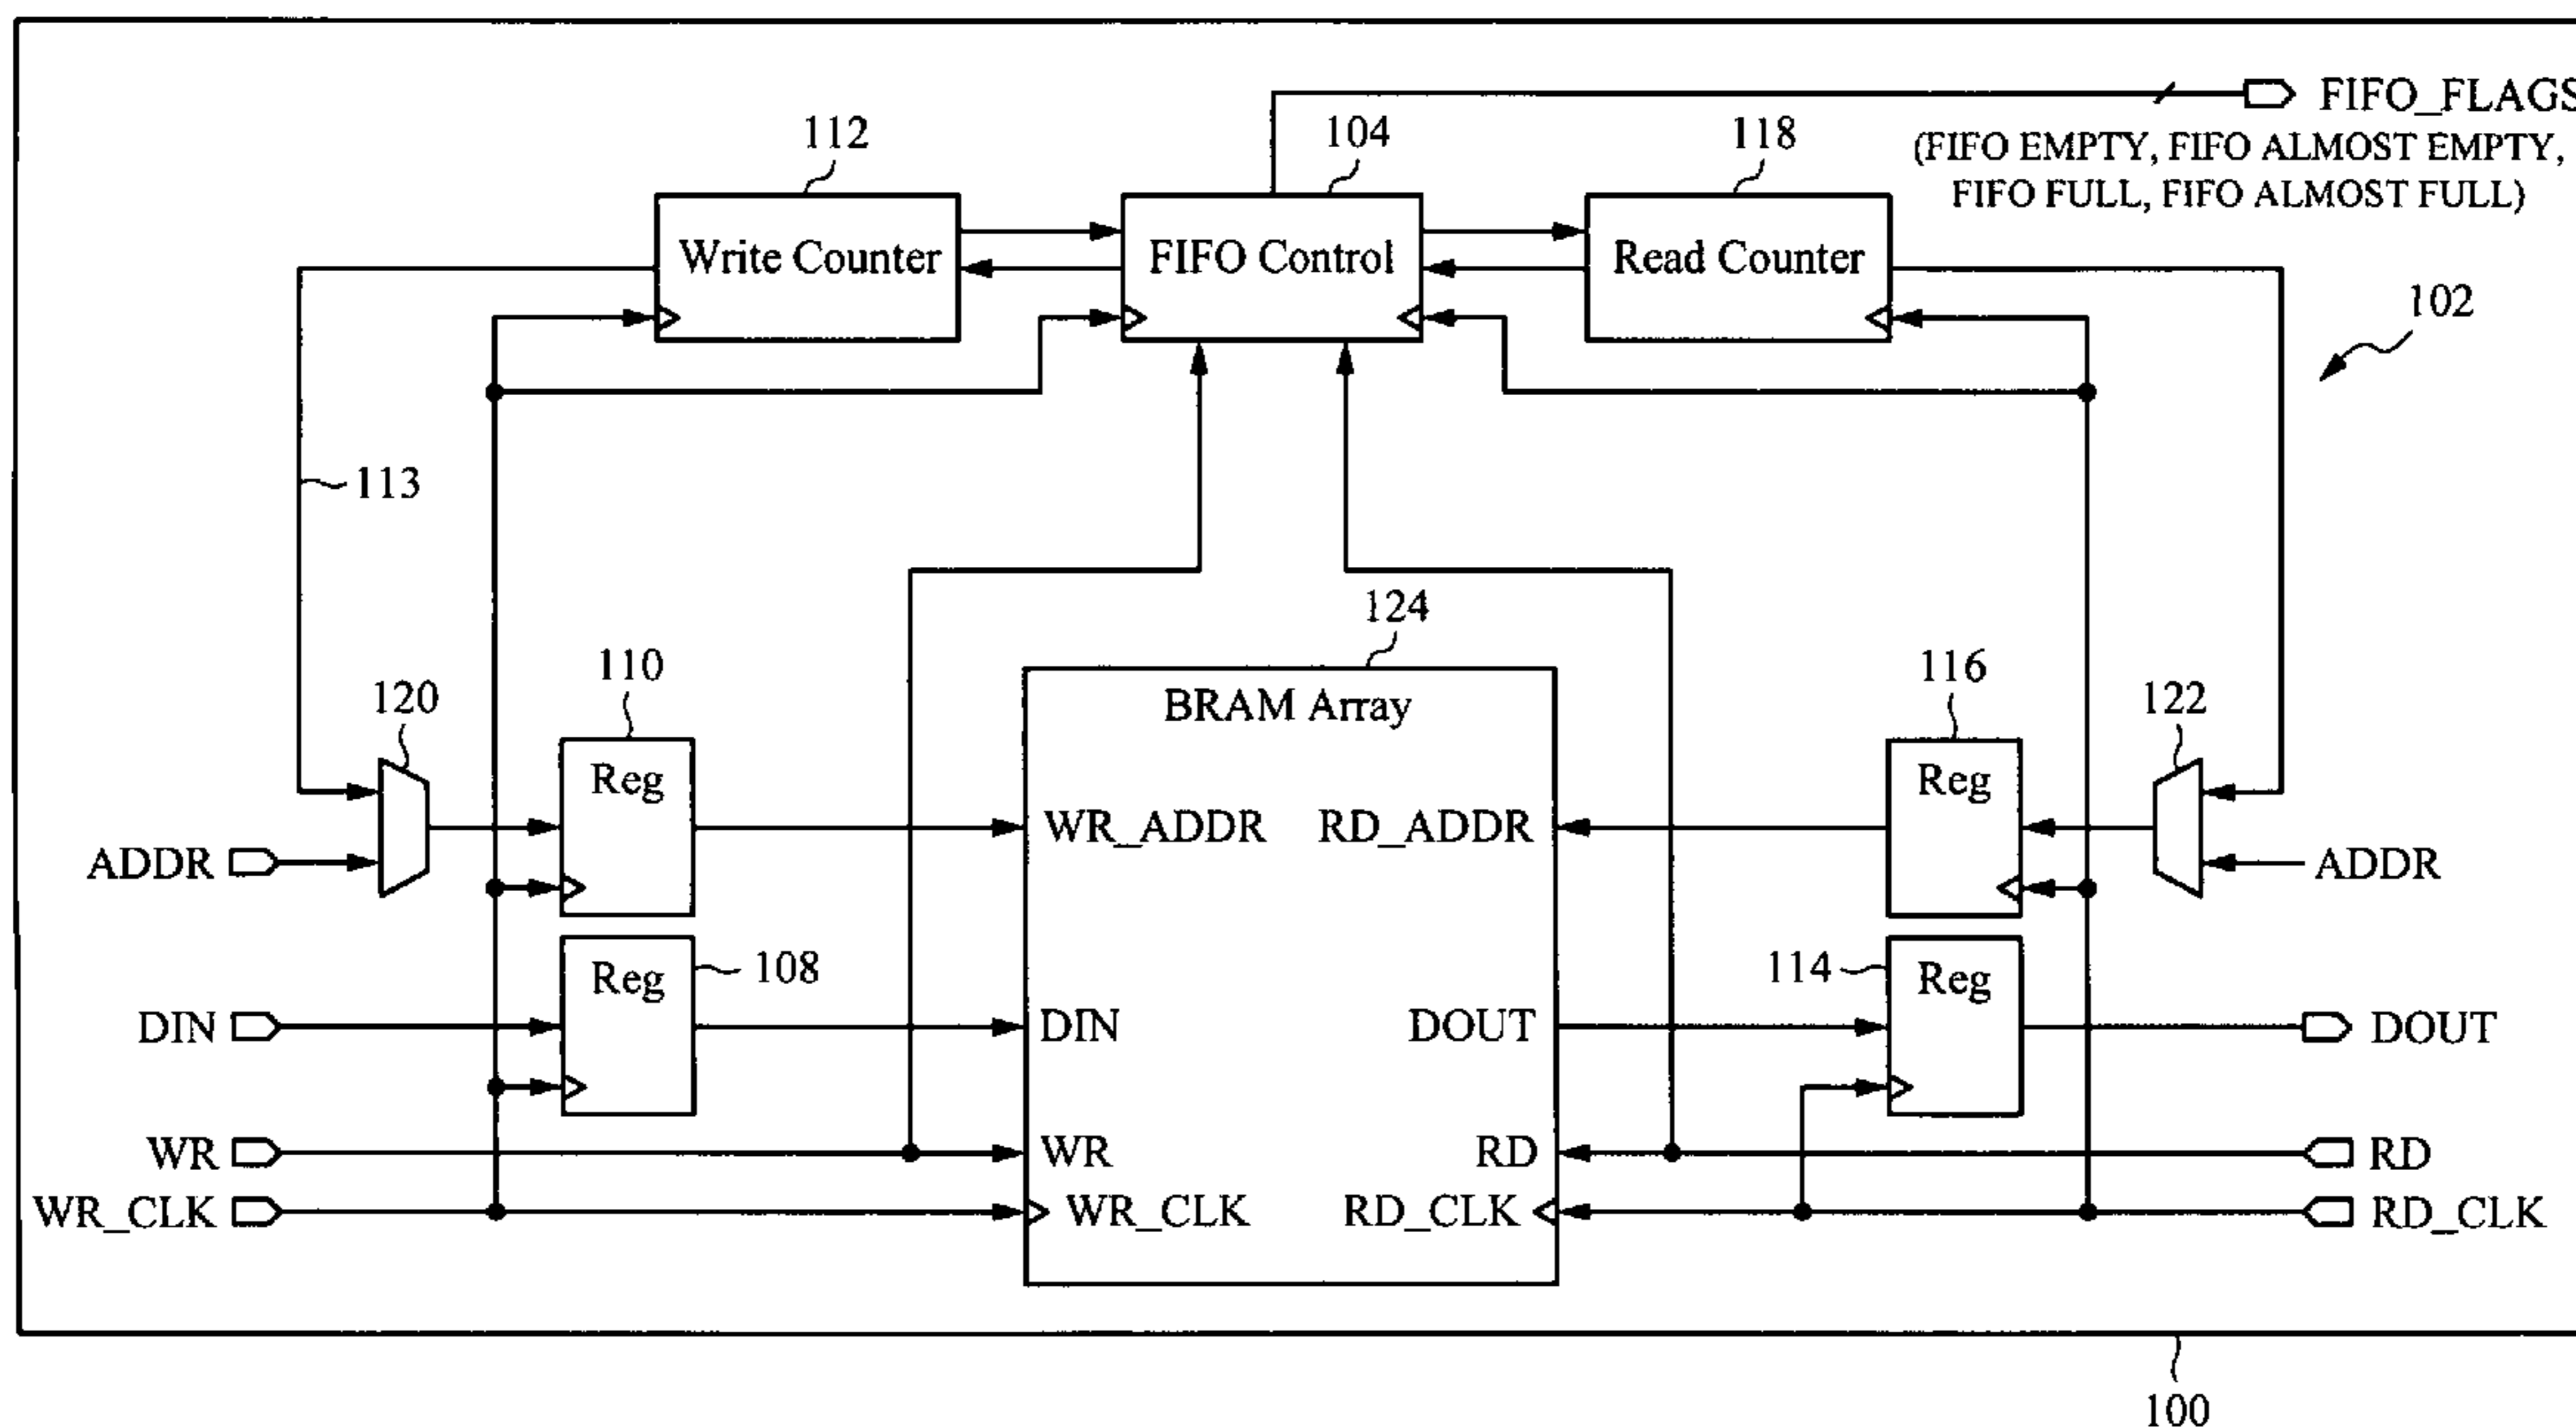 FIFO_FLAGS
(FIFO EMPTY, FIFO ALMOST EMPTY,
FIFO FULL, FIFO ALMOST FULL)
112
104
118
Write Counter
FIFO Control
Read Counter
102
113
124
BRAM Array
110
116
120
122
Reg
Reg
WR_ADDR
RD_ADDR
ADDR
ADDR
Reg
108
114
Reg
DIN
DIN
DOUT
DOUT
WR
WR
RD
RD
WR_CLK
WR_CLK
RD_CLK
RD_CLK
100